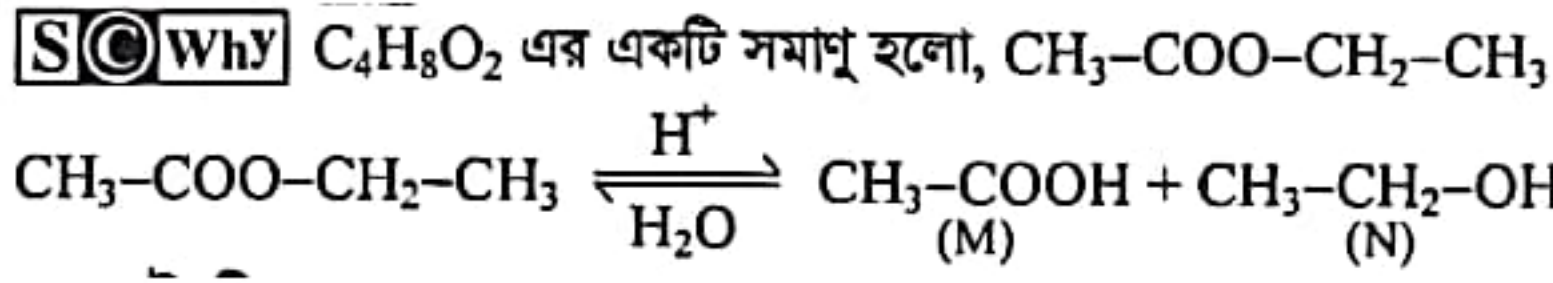 SCWhy C₄H₈O₂ এর একটি সমাণু হলো, CH₃–COO–CH₂–CH₃
CH₃–COO–CH₂–CH₃ ⇌ H⁺ H₂O CH₃–COOH + CH₃–CH₂–OH
(M) (N)